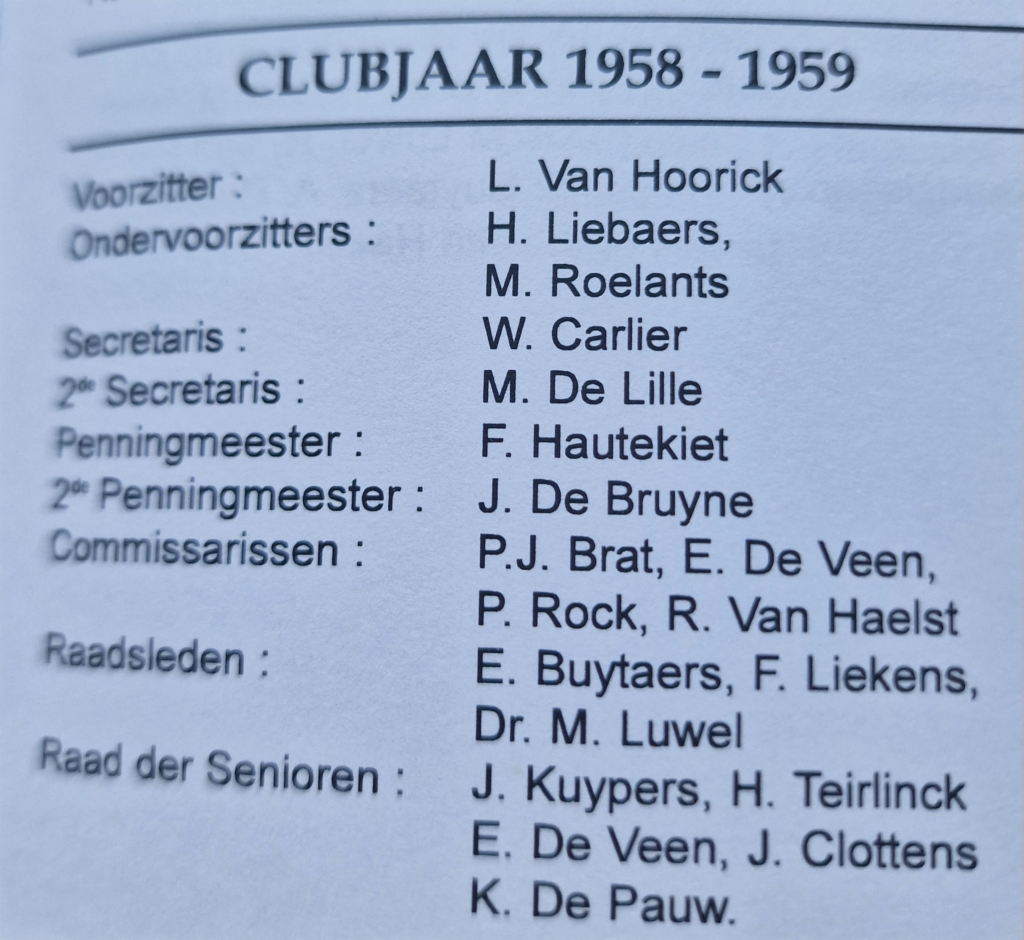 CLUBJAAR 1958 - 1959
Voorzitter : L. Van Hoorick
Ondervoorzitters : H. Liebaers,
M. Roelants
Secretaris : W. Carlier
2de Secretaris : M. De Lille
Penningmeester : F. Hautekiet
2de Penningmeester : J. De Bruyne
Commissarissen : P.J. Brat, E. De Veen,
P. Rock, R. Van Haelst
Raadsleden : E. Buytaers, F. Liekens,
Dr. M. Luwel
Raad der Senioren : J. Kuypers, H. Teirlinck
E. De Veen, J. Clottens
K. De Pauw.